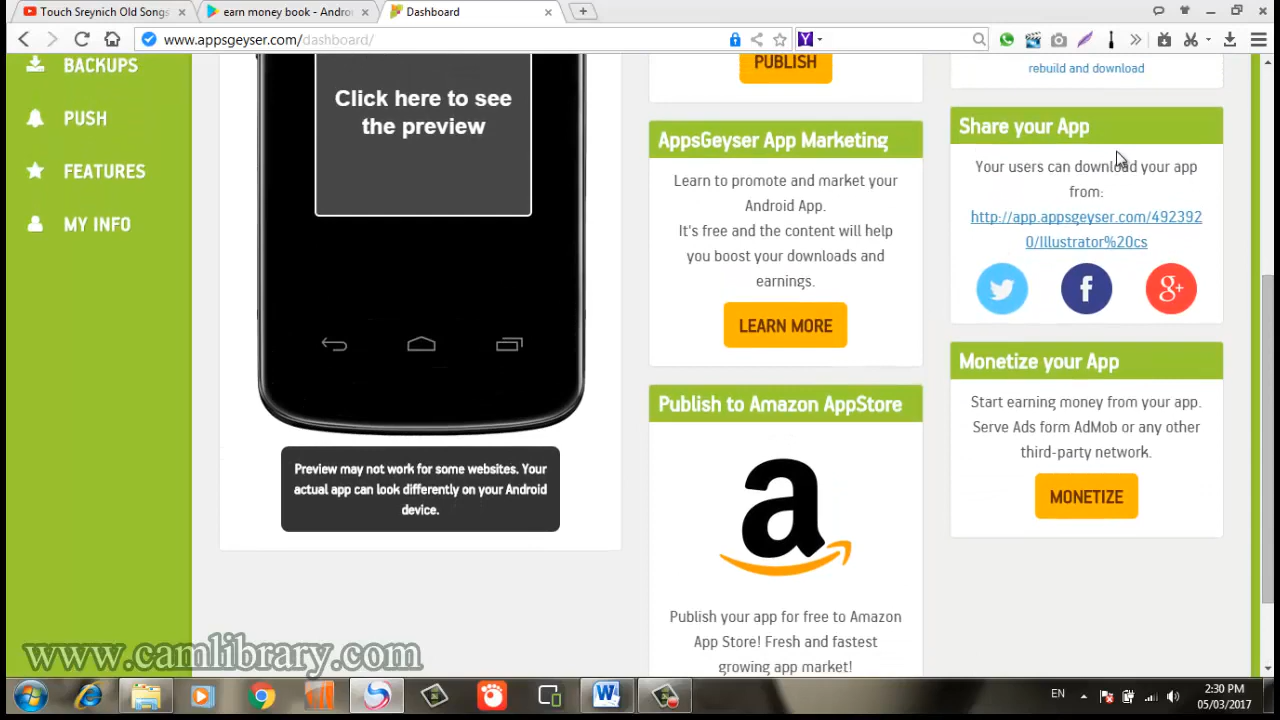 Touch Sreynich Old Songs
earn money book - Androi
Dashboard
www.appsgeyser.com/dashboard/
BACKUPS
PUSH
FEATURES
MY INFO
Click here to see
the preview
Preview may not work for some websites. Your
actual app can look differently on your Android
device.
PUBLISH
AppsGeyser App Marketing
Learn to promote and market your
Android App.
It's free and the content will help
you boost your downloads and
earnings.
LEARN MORE
Publish to Amazon AppStore
Publish your app for free to Amazon
App Store! Fresh and fastest
growing app market!
rebuild and download
Share your App
Your users can download your app
from:
http://app.appsgeyser.com/492392
0/Illustrator%20cs
Monetize your App
Start earning money from your app.
Serve Ads form AdMob or any other
third-party network.
MONETIZE
www.camlibrary.com
EN
2:30 PM
05/03/2017